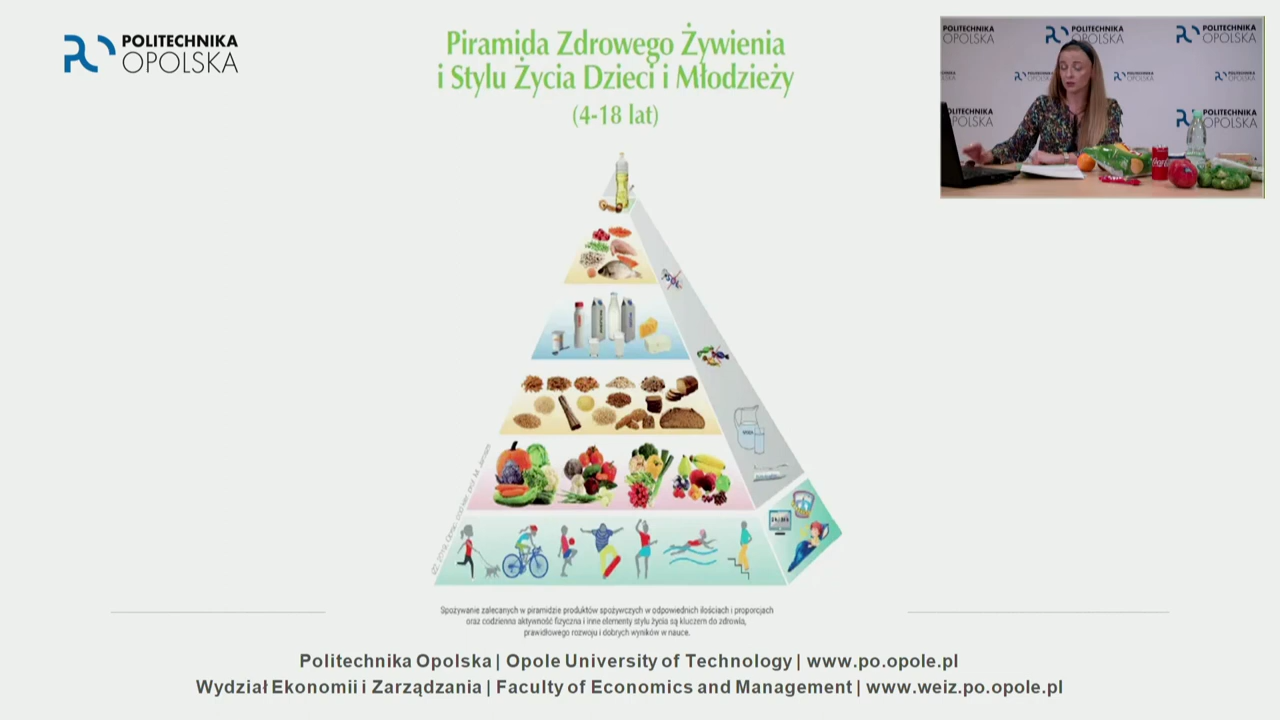 POLITECHNIKA
OPOLSKA
Piramida Zdrowego Żywienia
i Stylu Życia Dzieci i Młodzieży
(4-18 lat)
POLITECHNIKA
OPOLSKA
Spożywanie zalecanych w piramidzie produktów spożywczych w odpowiednich ilościach i proporcjach
oraz codzienna aktywność fizyczna i inne elementy stylu życia są kluczem do zdrowia,
prawidłowego rozwoju i dobrych wyników w nauce.
Politechnika Opolska | Opole University of Technology | www.po.opole.pl
Wydział Ekonomii i Zarządzania | Faculty of Economics and Management | www.weiz.po.opole.pl